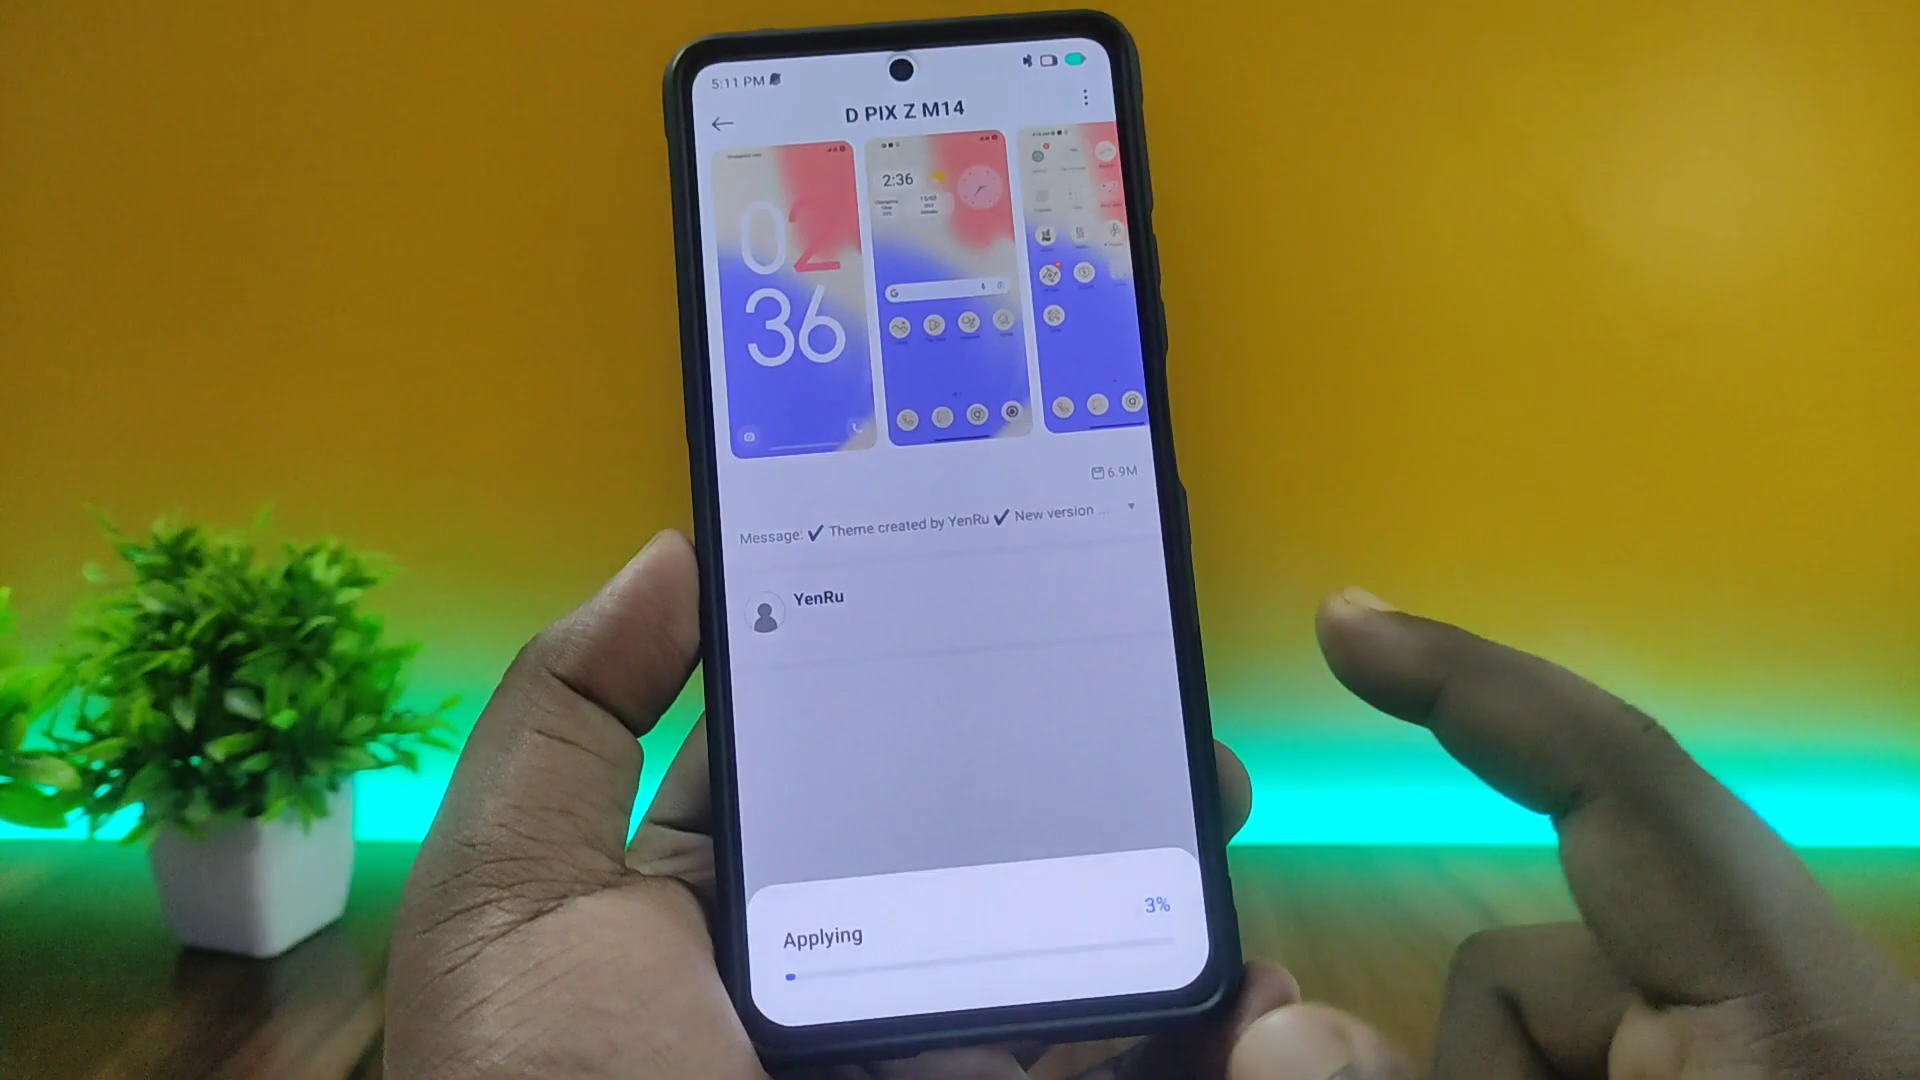 5:11 PM
D PIX Z M14
02
36
2:36
6.9M
Message: ✔ Theme created by YenRu ✔ New version ...
YenRu
Applying
3%